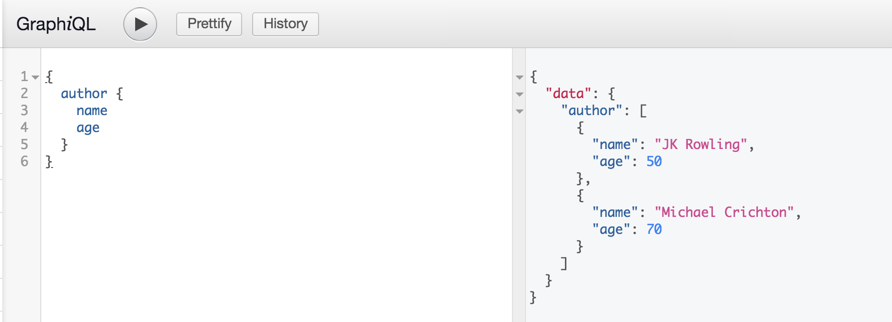 GraphiQL Prettify History
1 {
2 author {
3 name
4 age
5 }
6 }
{
"data": {
"author": [
{
"name": "JK Rowling",
"age": 50
},
{
"name": "Michael Crichton",
"age": 70
}
]
}
}